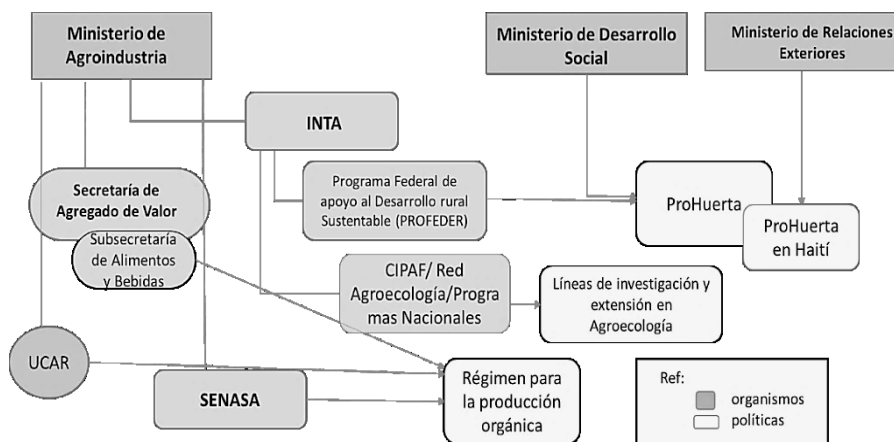 Ministerio de
Agroindustria
Ministerio de Desarrollo
Social
Ministerio de Relaciones
Exteriores
INTA
Secretaría de
Agregado de Valor
Subsecretaría
de Alimentos
y Bebidas
Programa Federal de
apoyo al Desarrollo rural
Sustentable (PROFEDER)
ProHuerta
ProHuerta
en Haití
CIPAF/ Red
Agroecología/Progra
mas Nacionales
Líneas de investigación y
extensión en
Agroecología
UCAR
SENASA
Régimen para
la producción
orgánica
Ref:
organismos
políticas